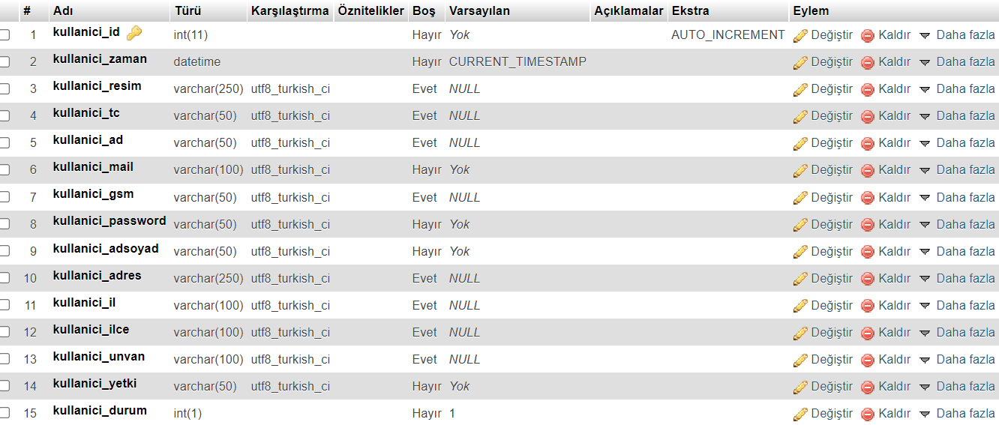 # Adı Türü Karşılaştırma Öznitelikler Boş Varsayılan Açıklamalar Ekstra Eylem
1 kullanici_id int(11) Hayır Yok AUTO_INCREMENT Değiştir Kaldır Daha fazla
2 kullanici_zaman datetime Hayır CURRENT_TIMESTAMP Değiştir Kaldır Daha fazla
3 kullanici_resim varchar(250) utf8_turkish_ci Evet NULL Değiştir Kaldır Daha fazla
4 kullanici_tc varchar(50) utf8_turkish_ci Evet NULL Değiştir Kaldır Daha fazla
5 kullanici_ad varchar(50) utf8_turkish_ci Evet NULL Değiştir Kaldır Daha fazla
6 kullanici_mail varchar(100) utf8_turkish_ci Hayır Yok Değiştir Kaldır Daha fazla
7 kullanici_gsm varchar(50) utf8_turkish_ci Evet NULL Değiştir Kaldır Daha fazla
8 kullanici_password varchar(50) utf8_turkish_ci Hayır Yok Değiştir Kaldır Daha fazla
9 kullanici_adsoyad varchar(50) utf8_turkish_ci Hayır Yok Değiştir Kaldır Daha fazla
10 kullanici_adres varchar(250) utf8_turkish_ci Evet NULL Değiştir Kaldır Daha fazla
11 kullanici_il varchar(100) utf8_turkish_ci Evet NULL Değiştir Kaldır Daha fazla
12 kullanici_ilce varchar(100) utf8_turkish_ci Evet NULL Değiştir Kaldır Daha fazla
13 kullanici_unvan varchar(100) utf8_turkish_ci Evet NULL Değiştir Kaldır Daha fazla
14 kullanici_yetki varchar(50) utf8_turkish_ci Hayır Yok Değiştir Kaldır Daha fazla
15 kullanici_durum int(1) Hayır 1 Değiştir Kaldır Daha fazla